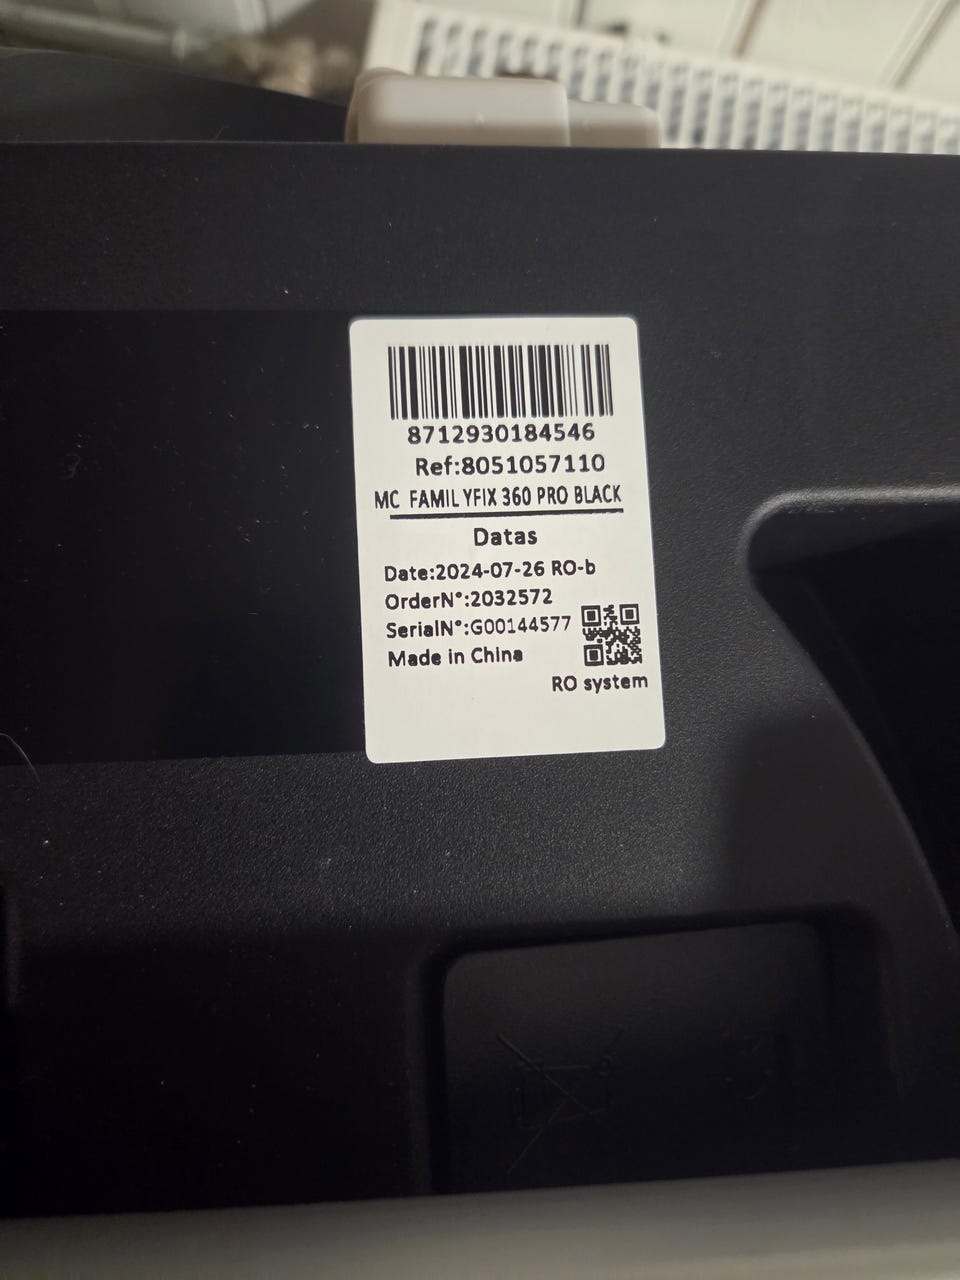 8712930184546
Ref:8051057110
MC FAMIL YFIX 360 PRO BLACK
Datas
Date:2024-07-26 RO-b
OrderN°:2032572
SerialN°:G00144577
Made in China
RO system